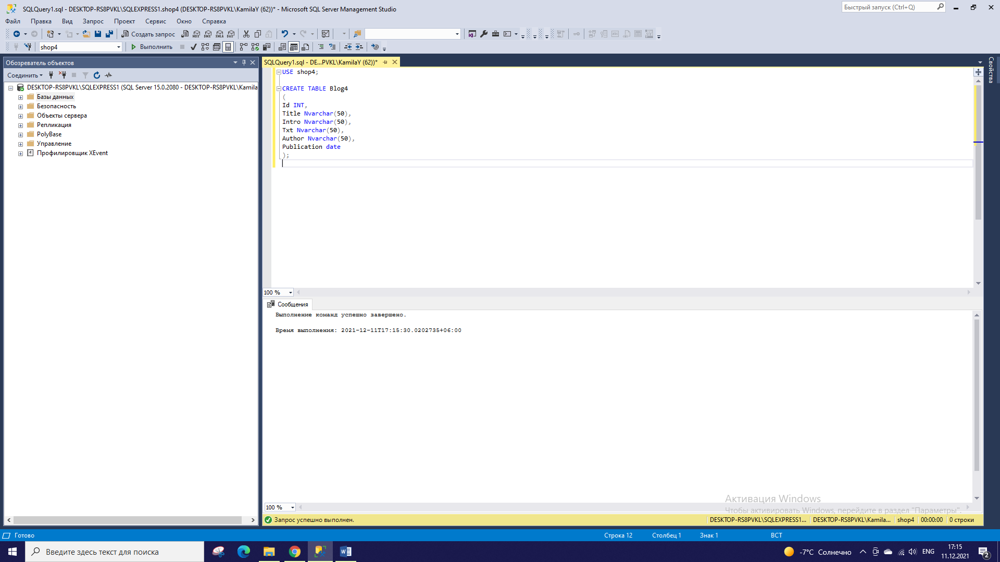 SQLQuery1.sql - DESKTOP-RS8PVKL\SQLEXPRESS1.shop4 (DESKTOP-RS8PVKL\KamilaY (62))* - Microsoft SQL Server Management Studio
Быстрый запуск (Ctrl+Q)
Файл Правка Вид Запрос Проект Сервис Окно Справка
Создать запрос MDX DMX XMLA DAX
shop4 Выполнить
Обозреватель объектов
Соединить
DESKTOP-RS8PVKL\SQLEXPRESS1 (SQL Server 15.0.2080 - DESKTOP-RS8PVKL\Kamila
Базы данных
Безопасность
Объекты сервера
Репликация
PolyBase
Управление
Профилировщик XEvent
SQLQuery1.sql - DE...PVKL\KamilaY (62))*
Свойства
USE shop4;
CREATE TABLE Blog4
(
Id INT,
Title Nvarchar(50),
Intro Nvarchar(50),
Txt Nvarchar(50),
Author Nvarchar(50),
Publication date
);
100 %
Сообщения
Выполнение команд успешно завершено.
Время выполнения: 2021-12-11T17:15:30.0202735+06:00
Активация Windows
Чтобы активировать Windows, перейдите в раздел "Параметры".
100 %
Запрос успешно выполнен.
DESKTOP-RS8PVKL\SQLEXPRESS1... DESKTOP-RS8PVKL\Kamila... shop4 00:00:00 0 строки
Готово Строка 12 Столбец 1 Знак 1 ВСТ
Введите здесь текст для поиска
-7°C Солнечно ENG
17:15
11.12.2021
2